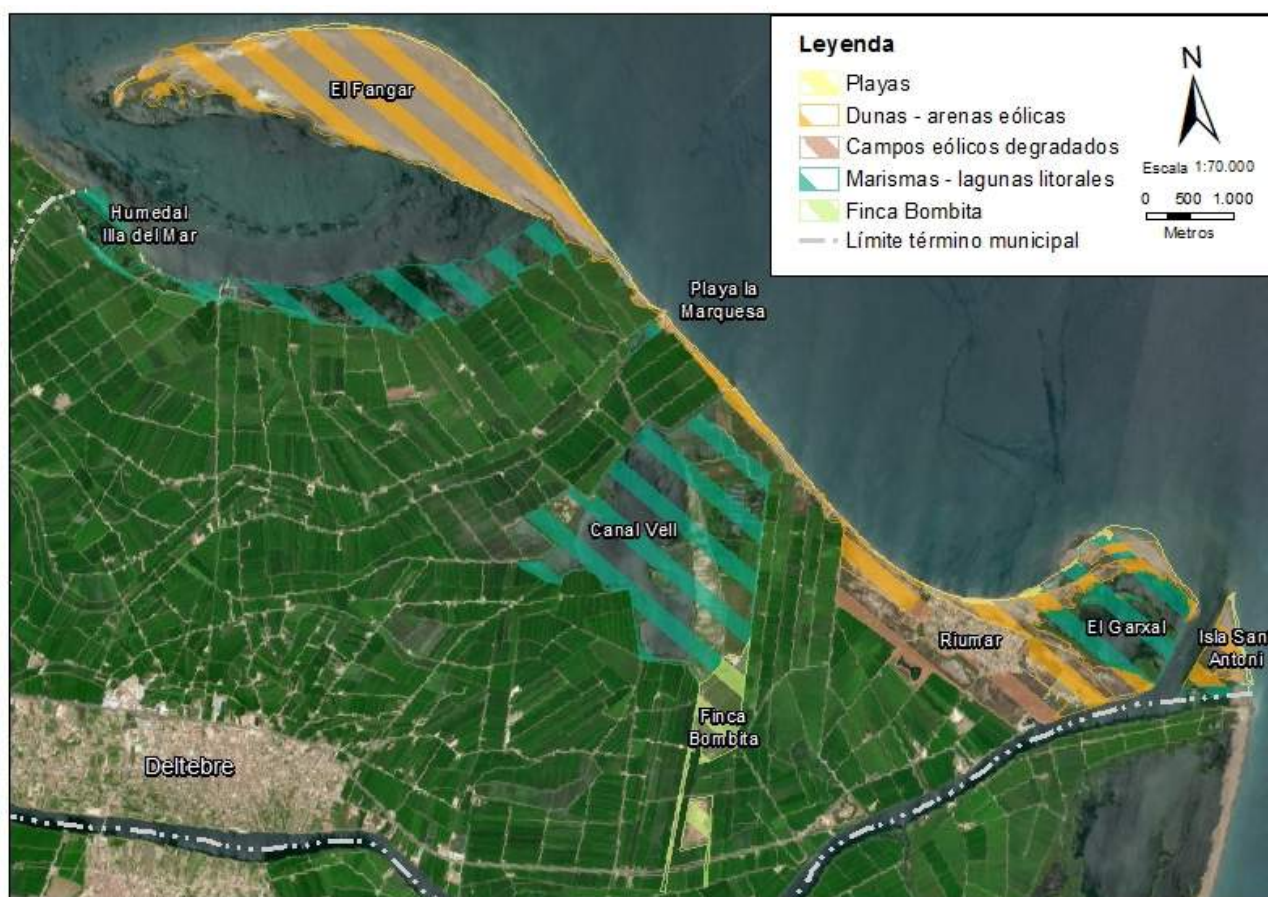 Leyenda
Playas
Dunas - arenas eólicas
Campos eólicos degradados
Marismas - lagunas litorales
Finca Bombita
Límite término municipal
N
Escala 1:70.000
0 500 1.000
Metros
El Fangar
Humedal
Illa del Mar
Playa la
Marquesa
Canal Vell
Riumar
El Garxal
Isla San
Antoni
Finca
Bombita
Deltebre